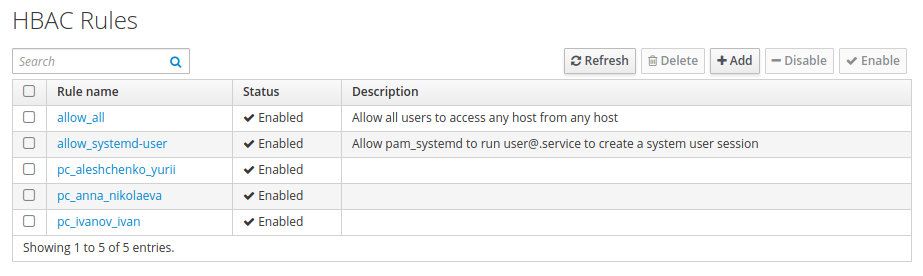 HBAC Rules
Search Refresh Delete Add Disable Enable
Rule name Status Description
allow_all Enabled Allow all users to access any host from any host
allow_systemd-user Enabled Allow pam_systemd to run user@.service to create a system user session
pc_aleshchenko_yurii Enabled
pc_anna_nikolaeva Enabled
pc_ivanov_ivan Enabled
Showing 1 to 5 of 5 entries.